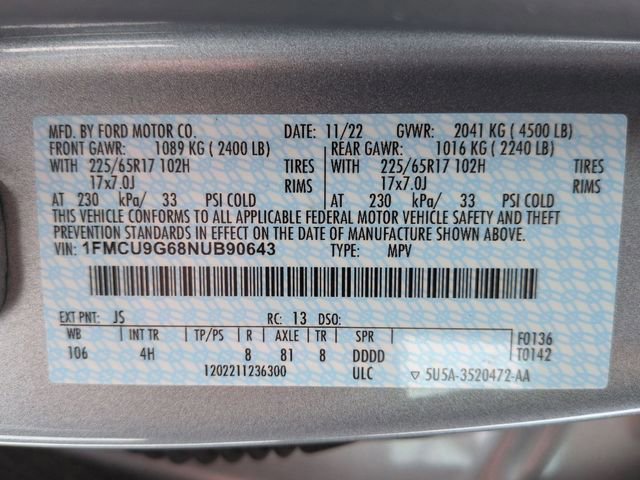 MFD. BY FORD MOTOR CO. DATE: 11/22 GVWR: 2041 KG ( 4500 LB)
FRONT GAWR: 1089 KG ( 2400 LB) REAR GAWR: 1016 KG ( 2240 LB)
WITH 225/65R17 102H TIRES WITH 225/65R17 102H TIRES
17x7.0J RIMS 17x7.0J RIMS
AT 230 kPa/ 33 PSI COLD AT 230 kPa/ 33 PSI COLD
THIS VEHICLE CONFORMS TO ALL APPLICABLE FEDERAL MOTOR VEHICLE SAFETY AND THEFT
PREVENTION STANDARDS IN EFFECT ON THE DATE OF MANUFACTURE SHOWN ABOVE.
VIN: 1FMCU9G68NUB90643 TYPE: MPV
EXT PNT: JS RC: 13 DSO:
WB INT TR TP/PS R AXLE TR SPR F0136
106 4H 8 81 8 DDDD T0142
1202211236300 ULC ▽ 5U5A-3520472-AA